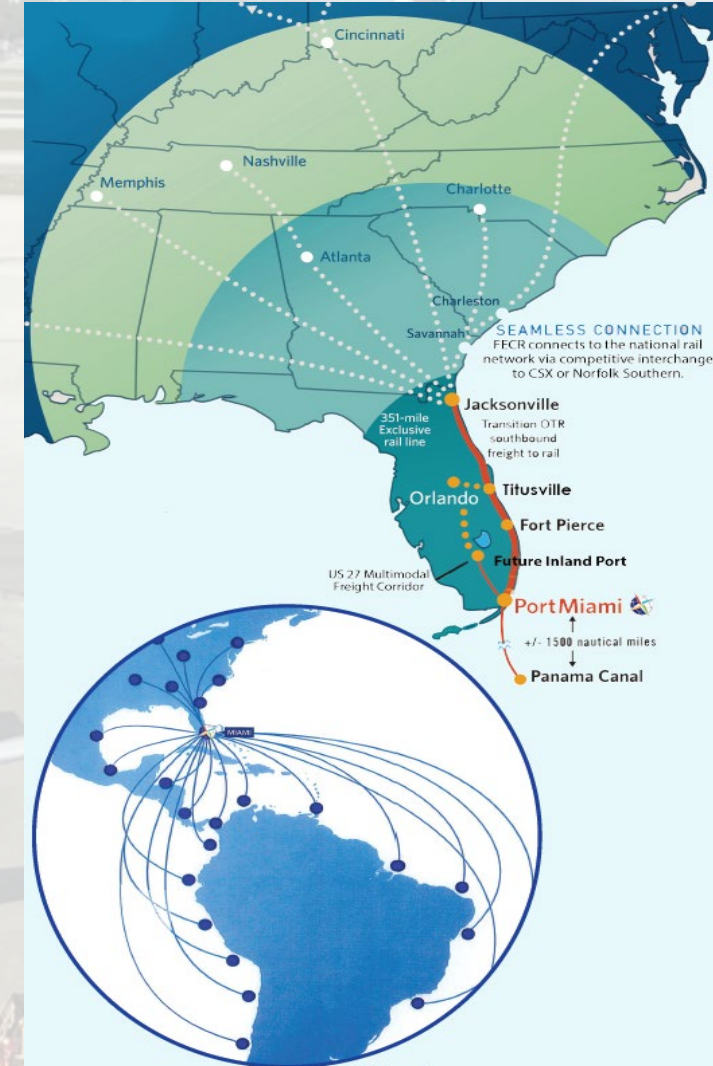 Cincinnati
Nashville
Memphis
Charlotte
Atlanta
Charleston
Savannah
SEAMLESS CONNECTION
FECR connects to the national rail
network via competitive interchange
to CSX or Norfolk Southern.
Jacksonville
351-mile
Exclusive
rail line
Transition OTR
southbound
freight to rail
Titusville
Orlando
Fort Pierce
Future Inland Port
US 27 Multimodal
Freight Corridor
PortMiami
+/- 1500 nautical miles
Panama Canal
MIAMI